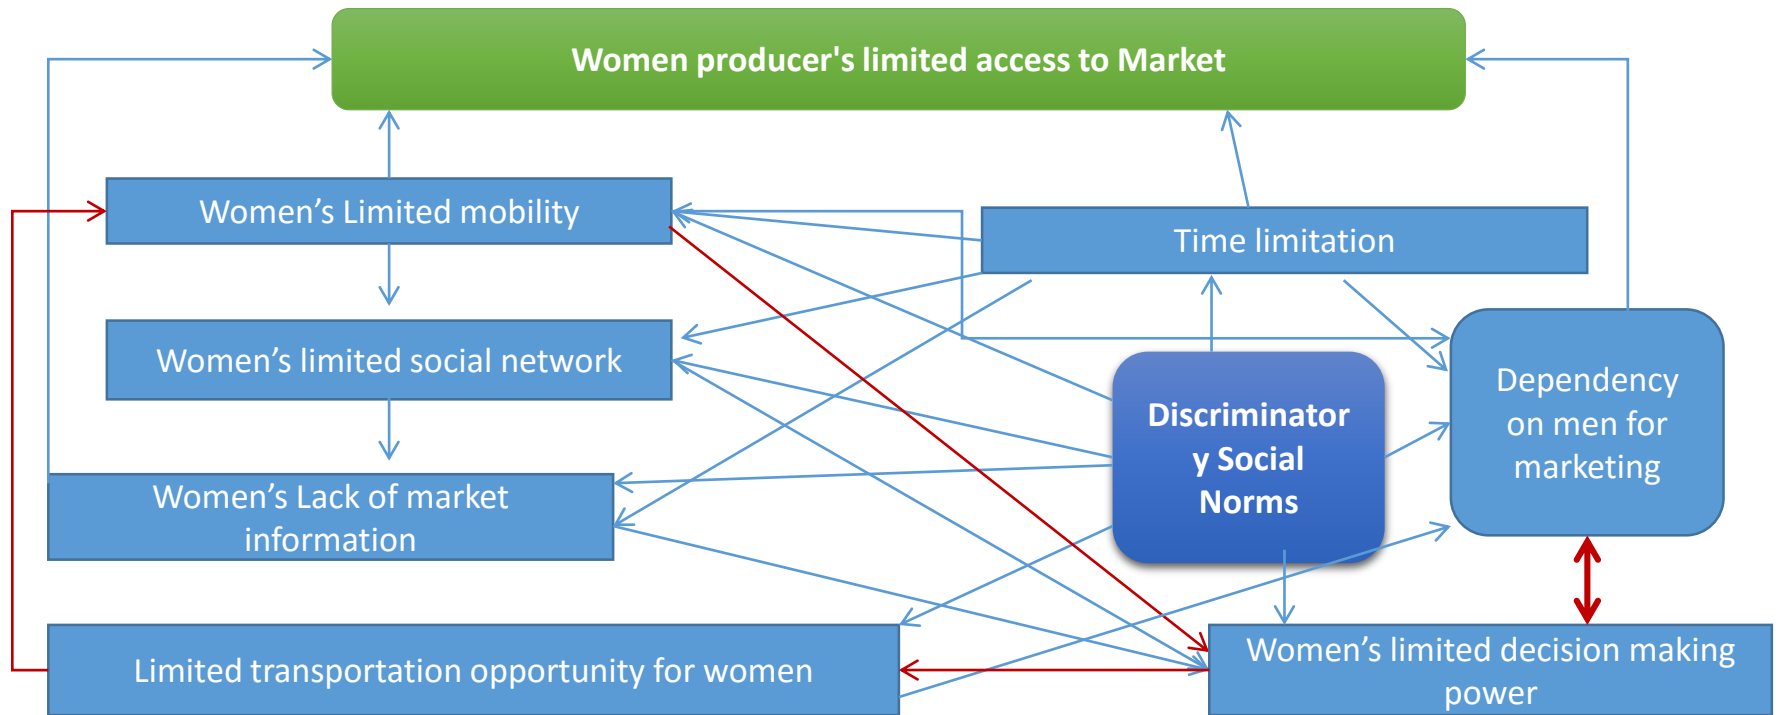 Women producer's limited access to Market
Women’s Limited mobility
Time limitation
Women’s limited social network
Dependency
on men for
marketing
Discriminator
y Social
Norms
Women’s Lack of market
information
Limited transportation opportunity for women
Women’s limited decision making
power